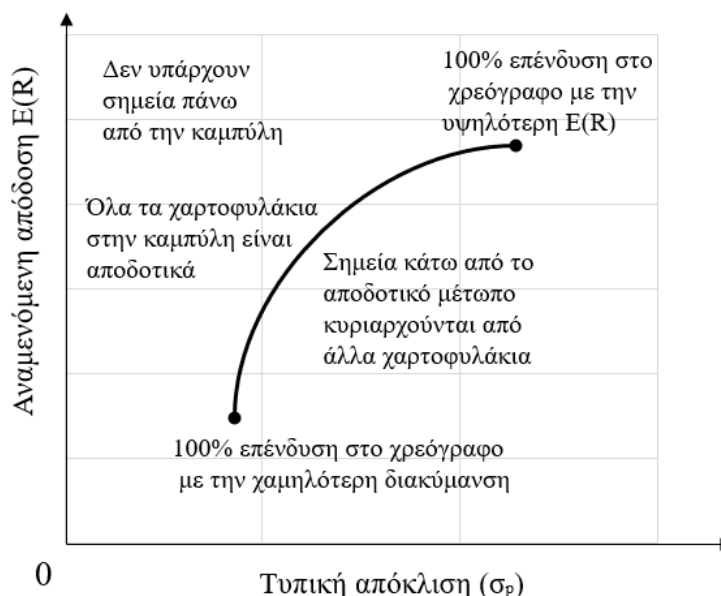 Αναμενόμενη απόδοση E(R)
Δεν υπάρχουν
σημεία πάνω
από την καμπύλη
100% επένδυση στο
χρεόγραφο με την
υψηλότερη E(R)
Όλα τα χαρτοφυλάκια
στην καμπύλη είναι
αποδοτικά
Σημεία κάτω από το
αποδοτικό μέτωπο
κυριαρχούνται από
άλλα χαρτοφυλάκια
100% επένδυση στο χρεόγραφο
με την χαμηλότερη διακύμανση
0
Τυπική απόκλιση (σₚ)